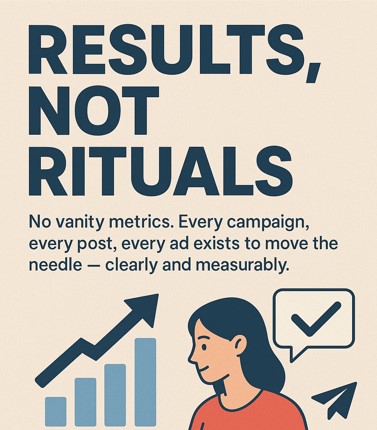 RESULTS,
NOT
RITUALS
No vanity metrics. Every campaign,
every post, every ad exists to move the
needle — clearly and measurably.